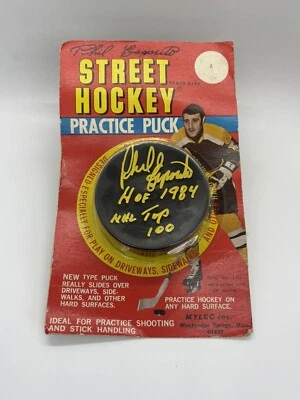 Phil Esposito
STREET
HOCKEY
PRACTICE PUCK
DESIGNED ESPECIALLY FOR PLAY ON DRIVEWAYS, SIDEWALKS AND OTHER
Phil Esposito
HOF 1984
NHL TOP
100
NEW TYPE PUCK
REALLY SLIDES OVER
DRIVEWAYS, SIDE-
WALKS, AND OTHER
HARD SURFACES.
PRACTICE HOCKEY ON
ANY HARD SURFACE.
IDEAL FOR PRACTICE SHOOTING
AND STICK HANDLING
MYLEC Inc.